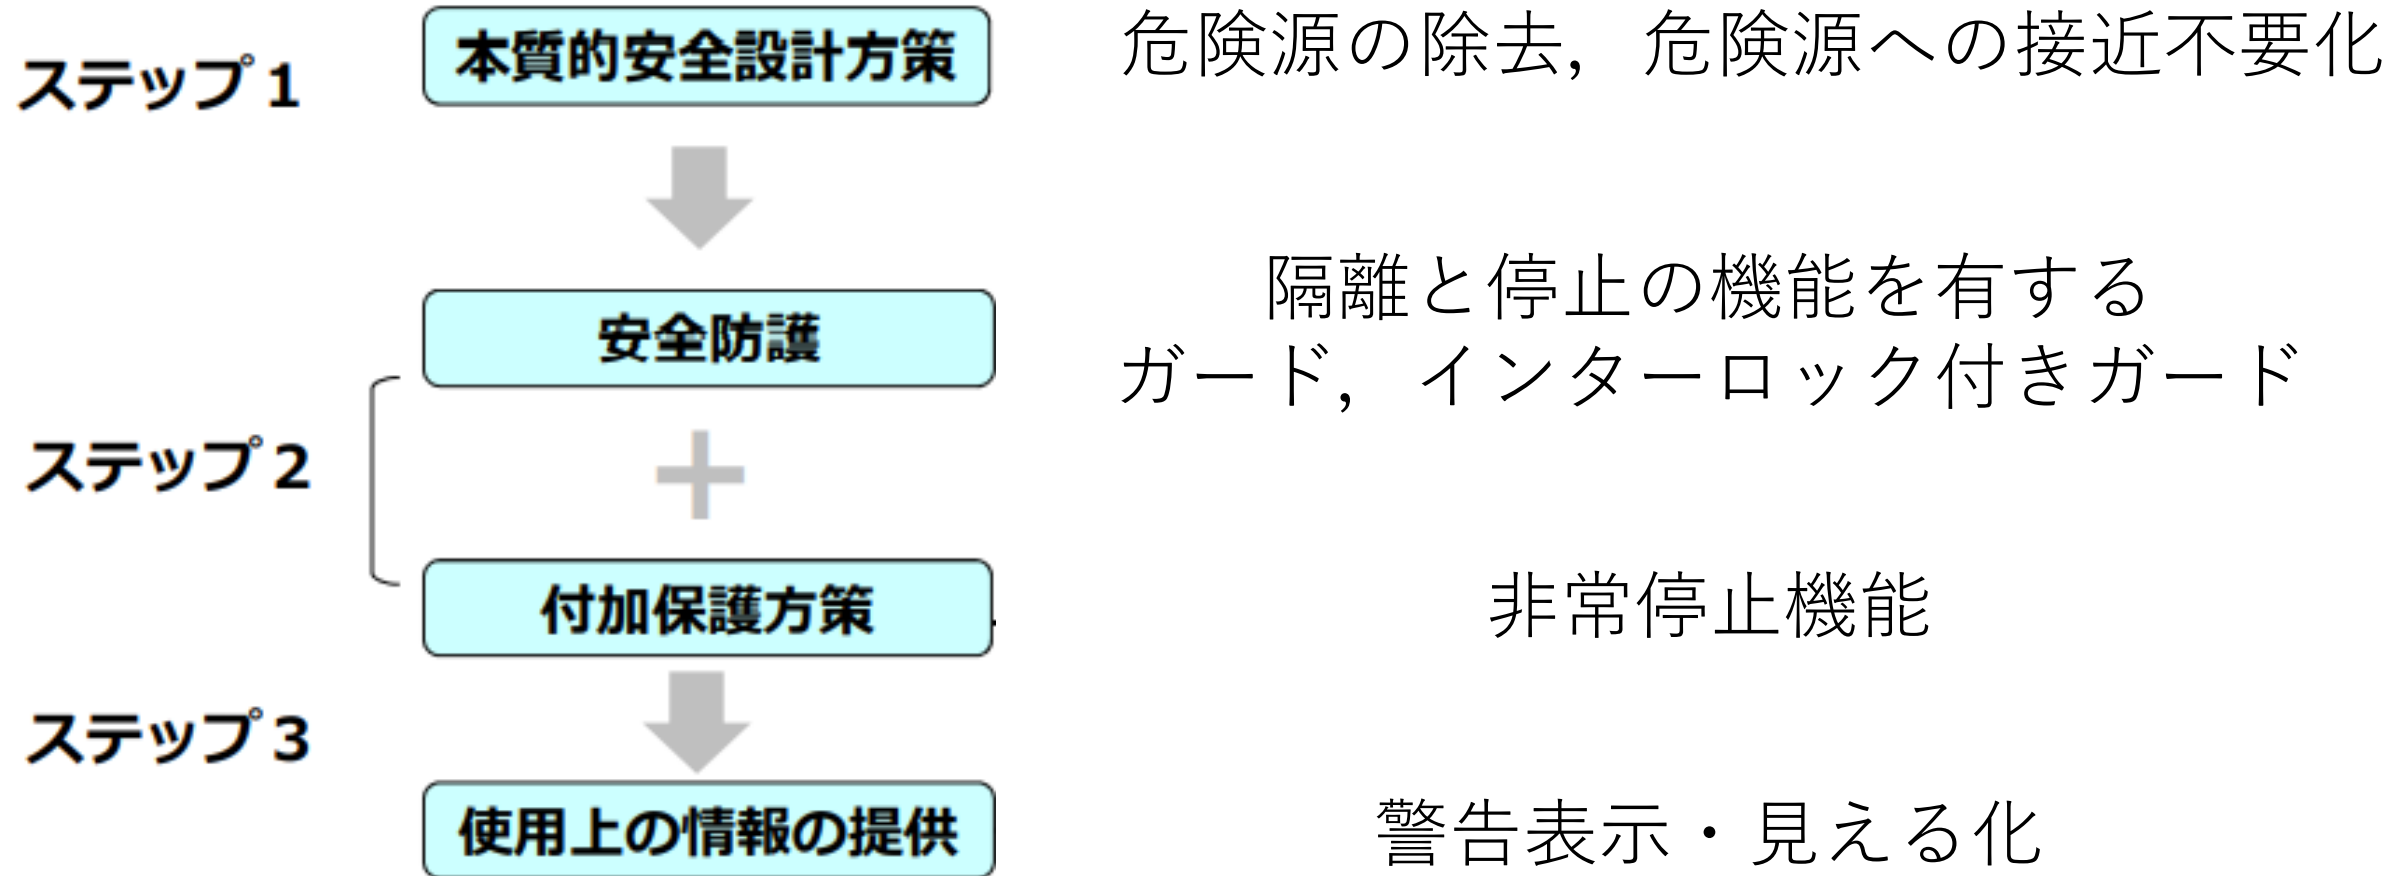 ステップ1
本質的安全設計方策
危険源の除去，危険源への接近不要化
安全防護
隔離と停止の機能を有する
ガード，インターロック付きガード
ステップ2
+
付加保護方策
非常停止機能
ステップ3
使用上の情報の提供
警告表示・見える化